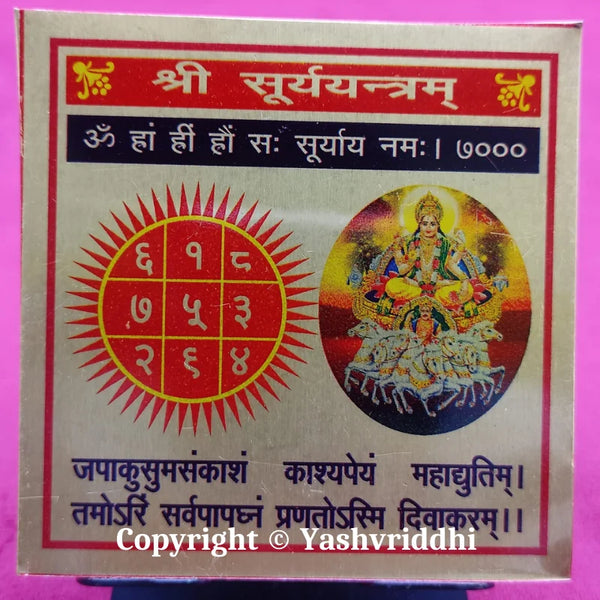 श्री सूर्ययन्त्रम्
ॐ हां हीं हौं सः सूर्याय नमः। ७०००
६ १ ८
७ ५ ३
२ ९ ४
जपाकुसुमसंकाशं काश्यपेयं महाद्युतिम्।
तमोऽरिं सर्वपापघ्नं प्रणतोऽस्मि दिवाकरम्।।
Copyright © Yashvriddhi